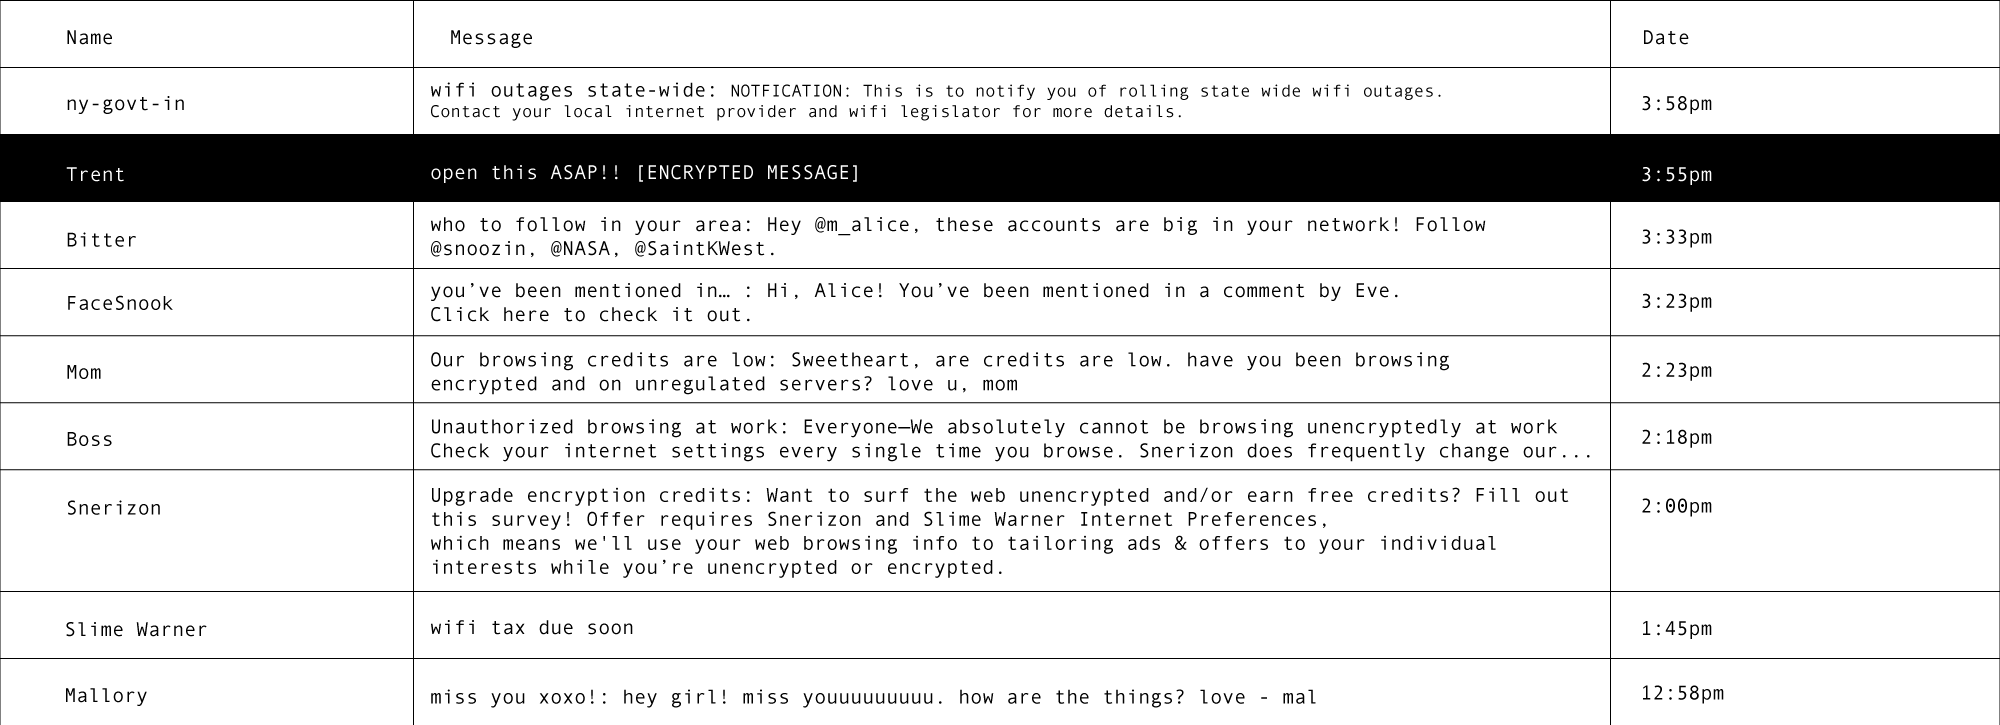 Name Message Date
ny-govt-in wifi outages state-wide: NOTFICATION: This is to notify you of rolling state wide wifi outages. 3:58pm
Contact your local internet provider and wifi legislator for more details.
Trent open this ASAP!! [ENCRYPTED MESSAGE] 3:55pm
Bitter who to follow in your area: Hey @m_alice, these accounts are big in your network! Follow 3:33pm
@snoozin, @NASA, @SaintKWest.
FaceSnook you’ve been mentioned in… : Hi, Alice! You’ve been mentioned in a comment by Eve. 3:23pm
Click here to check it out.
Mom Our browsing credits are low: Sweetheart, are credits are low. have you been browsing 2:23pm
encrypted and on unregulated servers? love u, mom
Boss Unauthorized browsing at work: Everyone—We absolutely cannot be browsing unencryptedly at work 2:18pm
Check your internet settings every single time you browse. Snerizon does frequently change our...
Snerizon Upgrade encryption credits: Want to surf the web unencrypted and/or earn free credits? Fill out 2:00pm
this survey! Offer requires Snerizon and Slime Warner Internet Preferences,
which means we'll use your web browsing info to tailoring ads & offers to your individual
interests while you’re unencrypted or encrypted.
Slime Warner wifi tax due soon 1:45pm
Mallory miss you xoxo!: hey girl! miss youuuuuuuuu. how are the things? love - mal 12:58pm